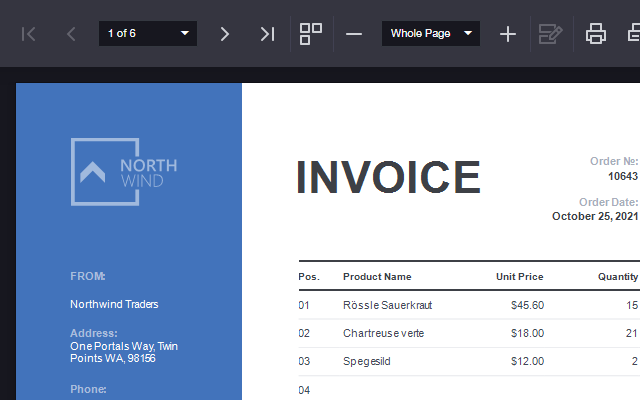 1 of 6
Whole Page
NORTH
WIND
INVOICE
Order №:
10643
Order Date:
October 25, 2021
FROM:
Northwind Traders
Address:
One Portals Way, Twin
Points WA, 98156
Phone:
Pos. Product Name Unit Price Quantity
01 Rössle Sauerkraut $45.60 15
02 Chartreuse verte $18.00 21
03 Spegesild $12.00 2
04